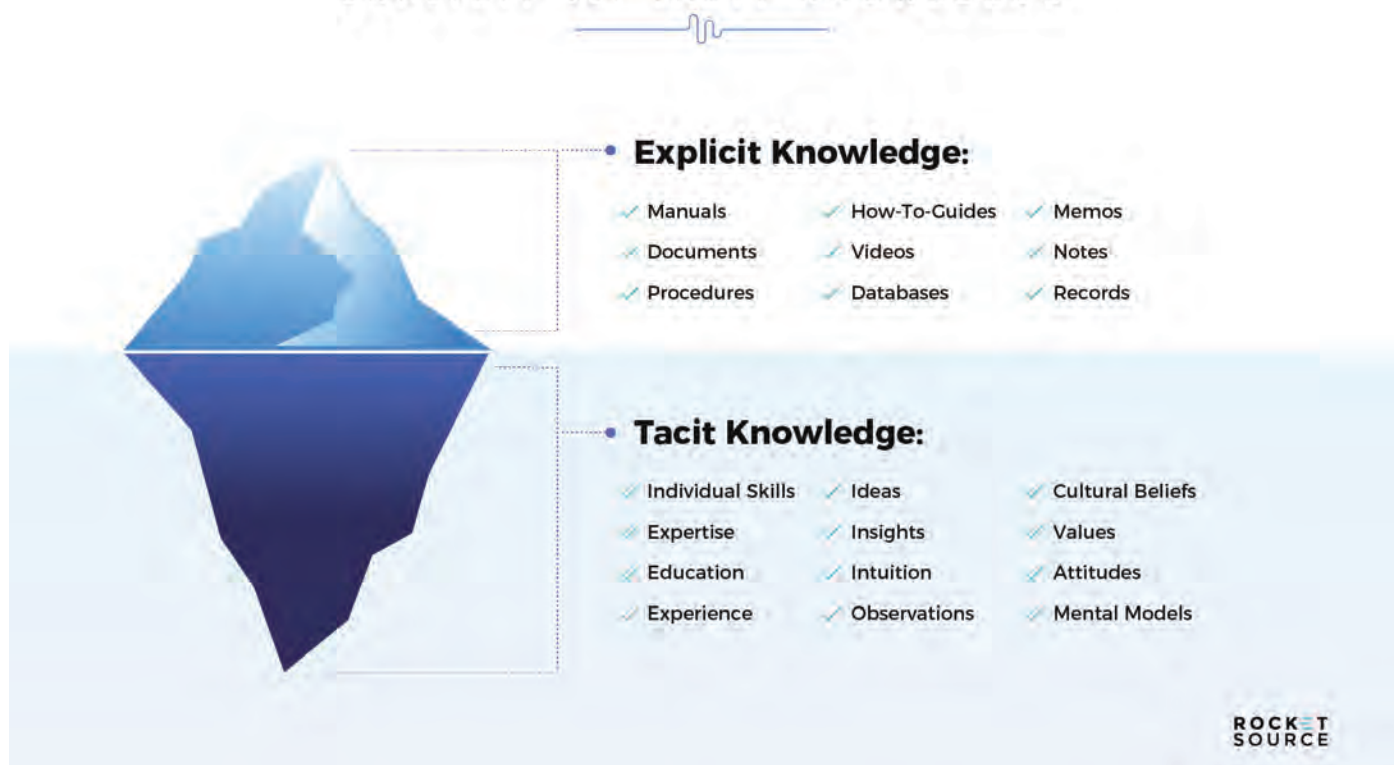 Explicit Knowledge:
Manuals How-To-Guides Memos
Documents Videos Notes
Procedures Databases Records
Tacit Knowledge:
Individual Skills Ideas Cultural Beliefs
Expertise Insights Values
Education Intuition Attitudes
Experience Observations Mental Models
ROCKET
SOURCE